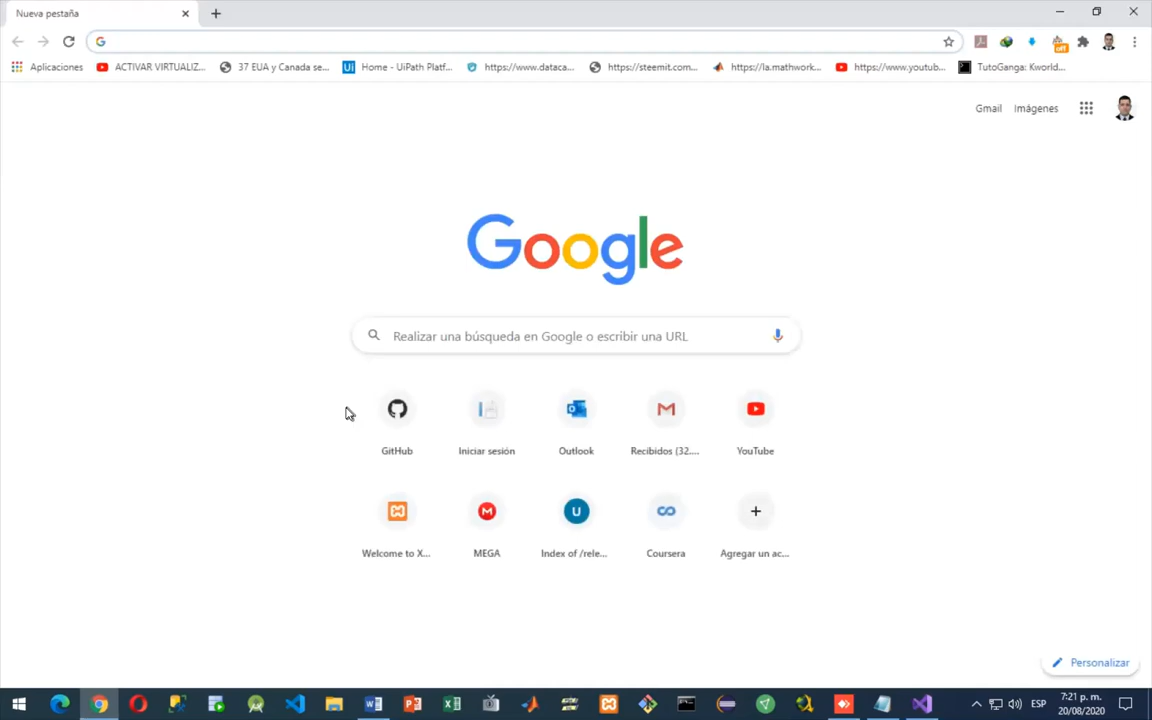 Nueva pestaña
Aplicaciones ACTIVAR VIRTUALIZ... 37 EUA y Canada se... Home - UiPath Platf... https://www.dataca... https://steemit.com... https://la.mathwork... https://www.youtub... TutoGanga: Kworld...
off
Gmail Imágenes
Google
Realizar una búsqueda en Google o escribir una URL
GitHub Iniciar sesión Outlook Recibidos (32.... YouTube
Welcome to X... MEGA Index of /rele... Coursera Agregar un ac...
Personalizar
ESP 7:21 p. m.
20/08/2020